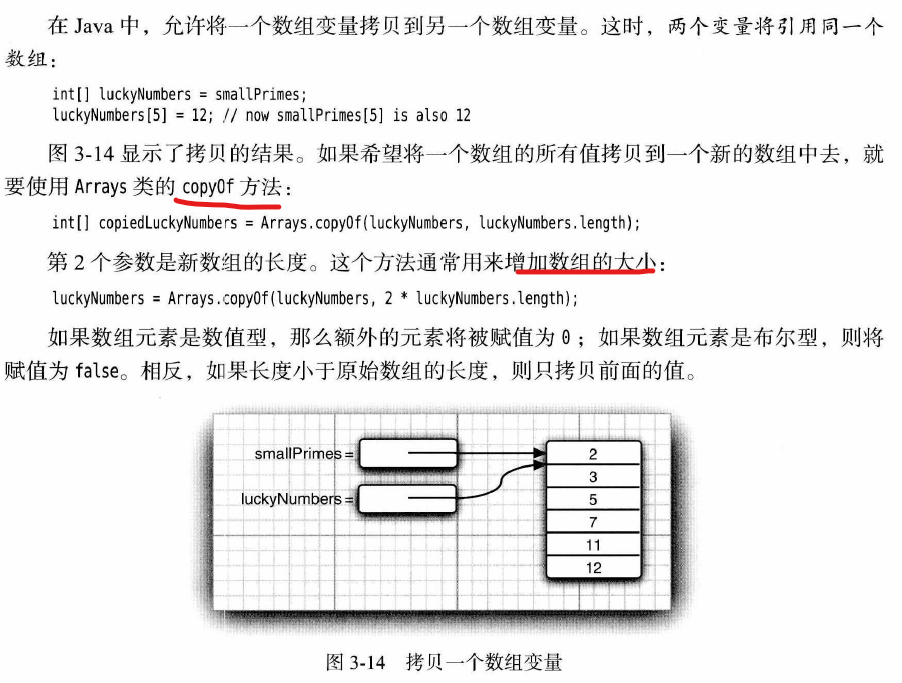 在 Java 中，允许将一个数组变量拷贝到另一个数组变量。这时，两个变量将引用同一个
数组：
int[] luckyNumbers = smallPrimes;
luckyNumbers[5] = 12; // now smallPrimes[5] is also 12
图 3-14 显示了拷贝的结果。如果希望将一个数组的所有值拷贝到一个新的数组中去，就
要使用 Arrays 类的 copyOf 方法：
int[] copiedLuckyNumbers = Arrays.copyOf(luckyNumbers, luckyNumbers.length);
第 2 个参数是新数组的长度。这个方法通常用来增加数组的大小：
luckyNumbers = Arrays.copyOf(luckyNumbers, 2 * luckyNumbers.length);
如果数组元素是数值型，那么额外的元素将被赋值为 0 ；如果数组元素是布尔型，则将
赋值为 false。相反，如果长度小于原始数组的长度，则只拷贝前面的值。
smallPrimes =
luckyNumbers =
2
3
5
7
11
12
图 3-14 拷贝一个数组变量